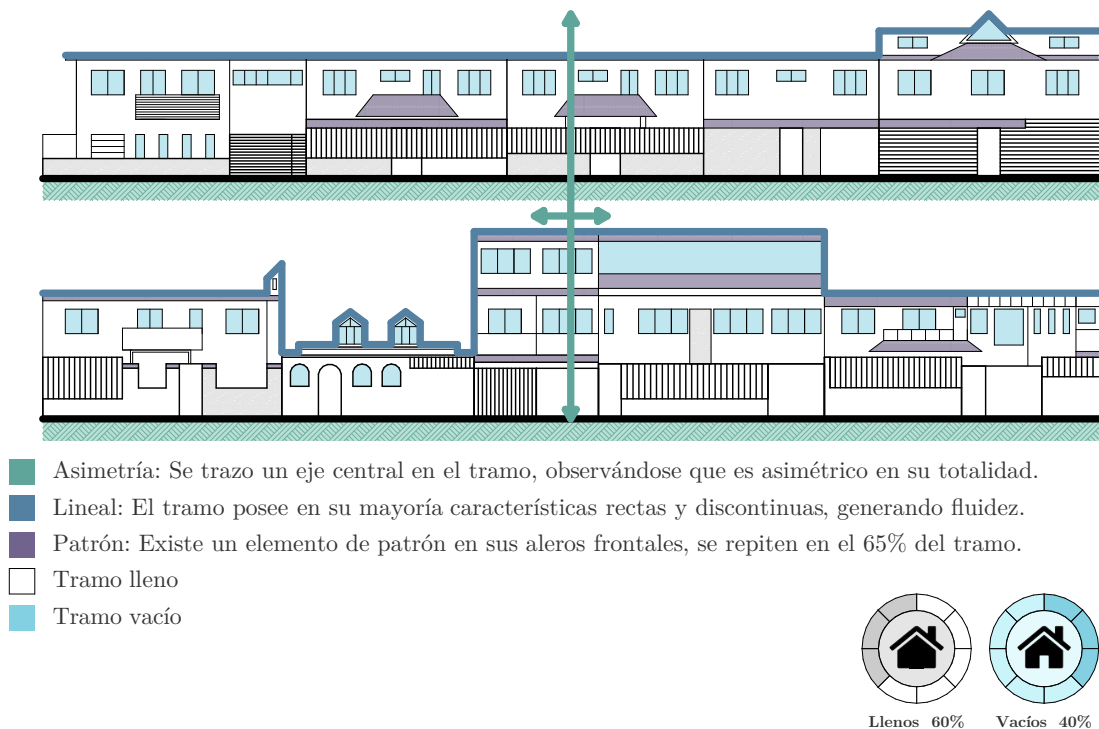 Asimetría: Se trazo un eje central en el tramo, observándose que es asimétrico en su totalidad.
Lineal: El tramo posee en su mayoría características rectas y discontinuas, generando fluidez.
Patrón: Existe un elemento de patrón en sus aleros frontales, se repiten en el 65% del tramo.
Tramo lleno
Tramo vacío
Llenos 60% Vacíos 40%